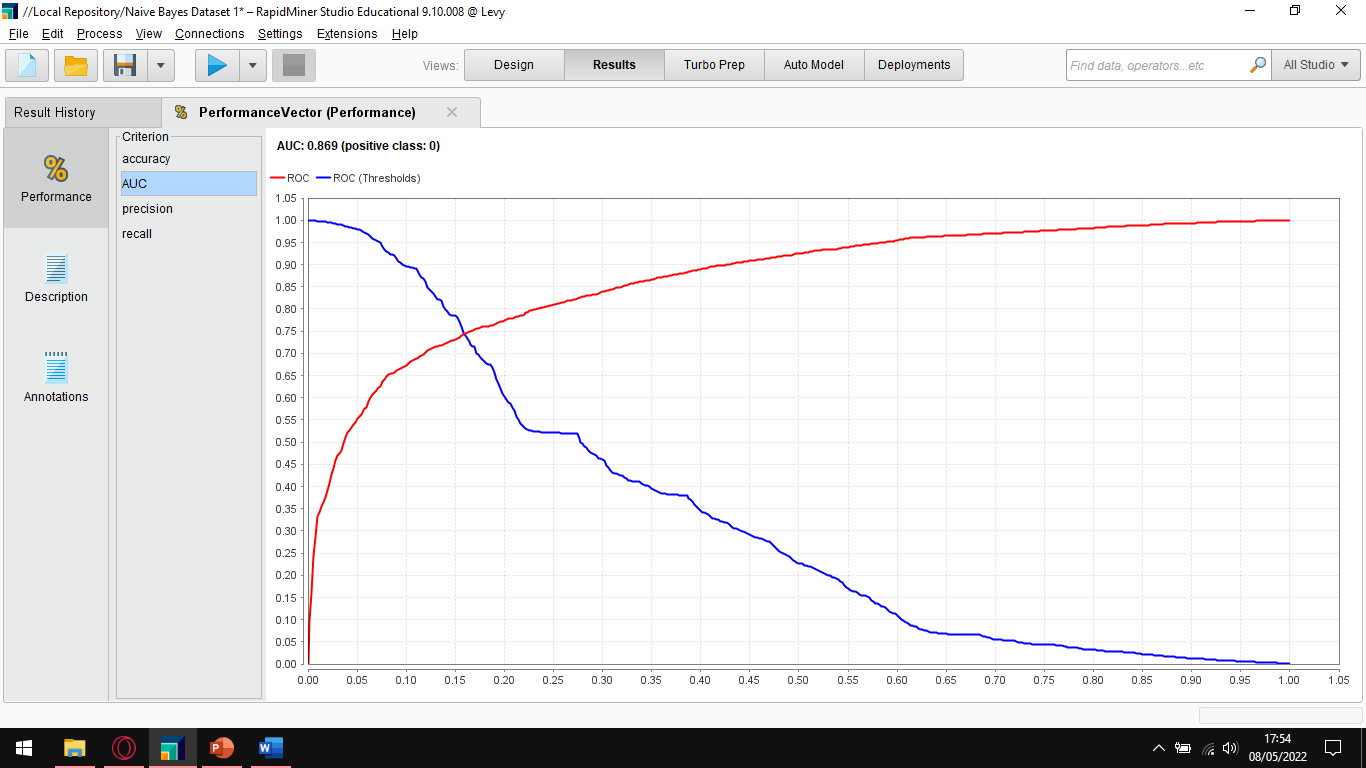 //Local Repository/Naive Bayes Dataset 1* – RapidMiner Studio Educational 9.10.008 @ Levy
File Edit Process View Connections Settings Extensions Help
Views: Design Results Turbo Prep Auto Model Deployments Find data, operators...etc All Studio
Result History % PerformanceVector (Performance)
Criterion
accuracy
AUC
precision
recall
%
Performance
Description
Annotations
AUC: 0.869 (positive class: 0)
ROC ROC (Thresholds)
1.05
1.00
0.95
0.90
0.85
0.80
0.75
0.70
0.65
0.60
0.55
0.50
0.45
0.40
0.35
0.30
0.25
0.20
0.15
0.10
0.05
0.00
0.00 0.05 0.10 0.15 0.20 0.25 0.30 0.35 0.40 0.45 0.50 0.55 0.60 0.65 0.70 0.75 0.80 0.85 0.90 0.95 1.00 1.05
P W
17:54
08/05/2022